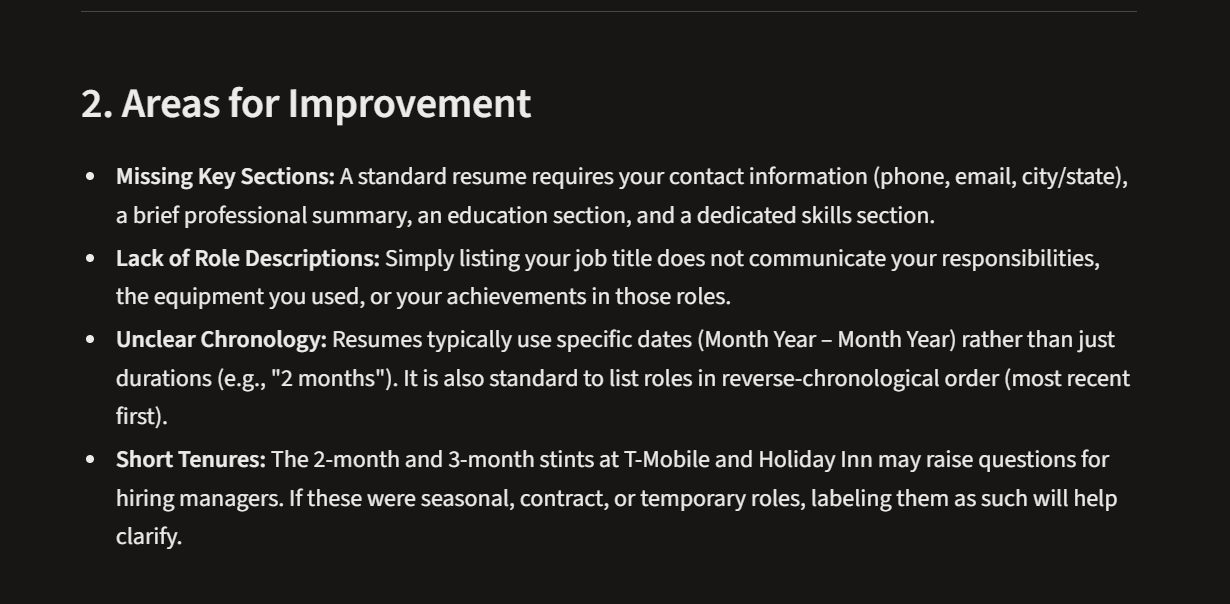 2. Areas for Improvement
• Missing Key Sections: A standard resume requires your contact information (phone, email, city/state),
a brief professional summary, an education section, and a dedicated skills section.
• Lack of Role Descriptions: Simply listing your job title does not communicate your responsibilities,
the equipment you used, or your achievements in those roles.
• Unclear Chronology: Resumes typically use specific dates (Month Year – Month Year) rather than just
durations (e.g., "2 months"). It is also standard to list roles in reverse-chronological order (most recent
first).
• Short Tenures: The 2-month and 3-month stints at T-Mobile and Holiday Inn may raise questions for
hiring managers. If these were seasonal, contract, or temporary roles, labeling them as such will help
clarify.